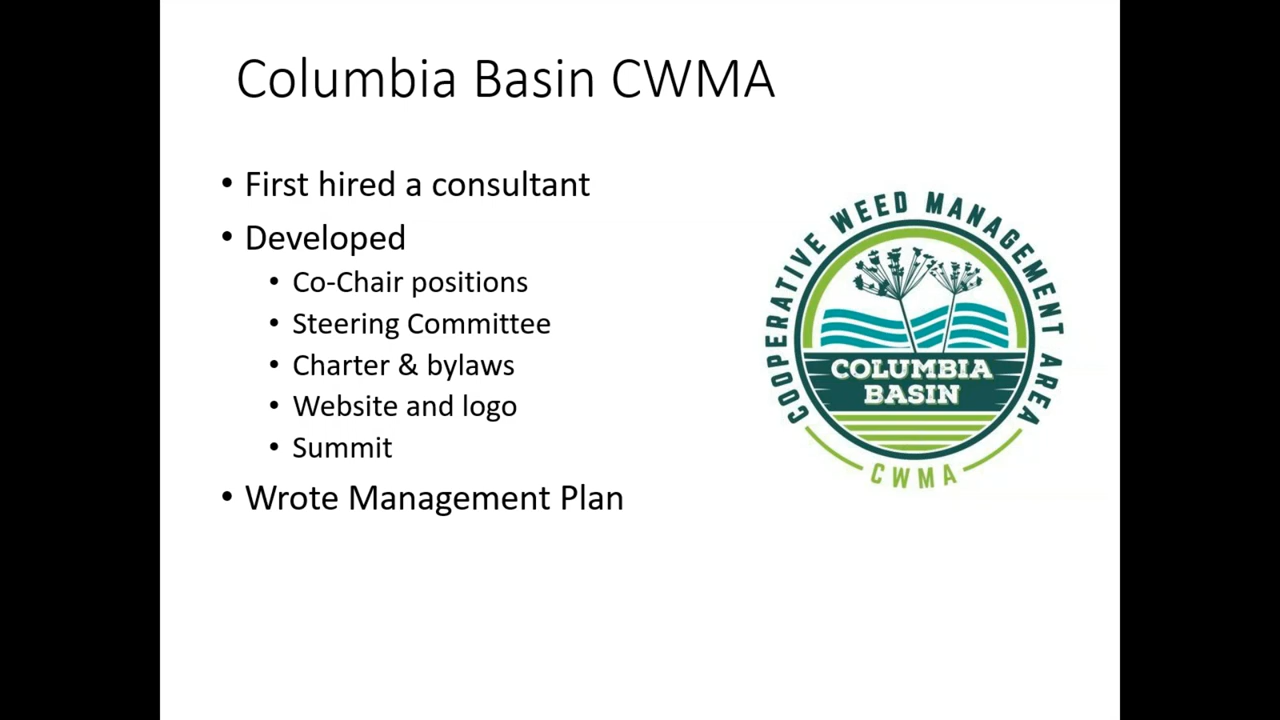 Columbia Basin CWMA
• First hired a consultant
• Developed
• Co-Chair positions
• Steering Committee
• Charter & bylaws
• Website and logo
• Summit
• Wrote Management Plan
COOPERATIVE WEED MANAGEMENT AREA
COLUMBIA
BASIN
CWMA